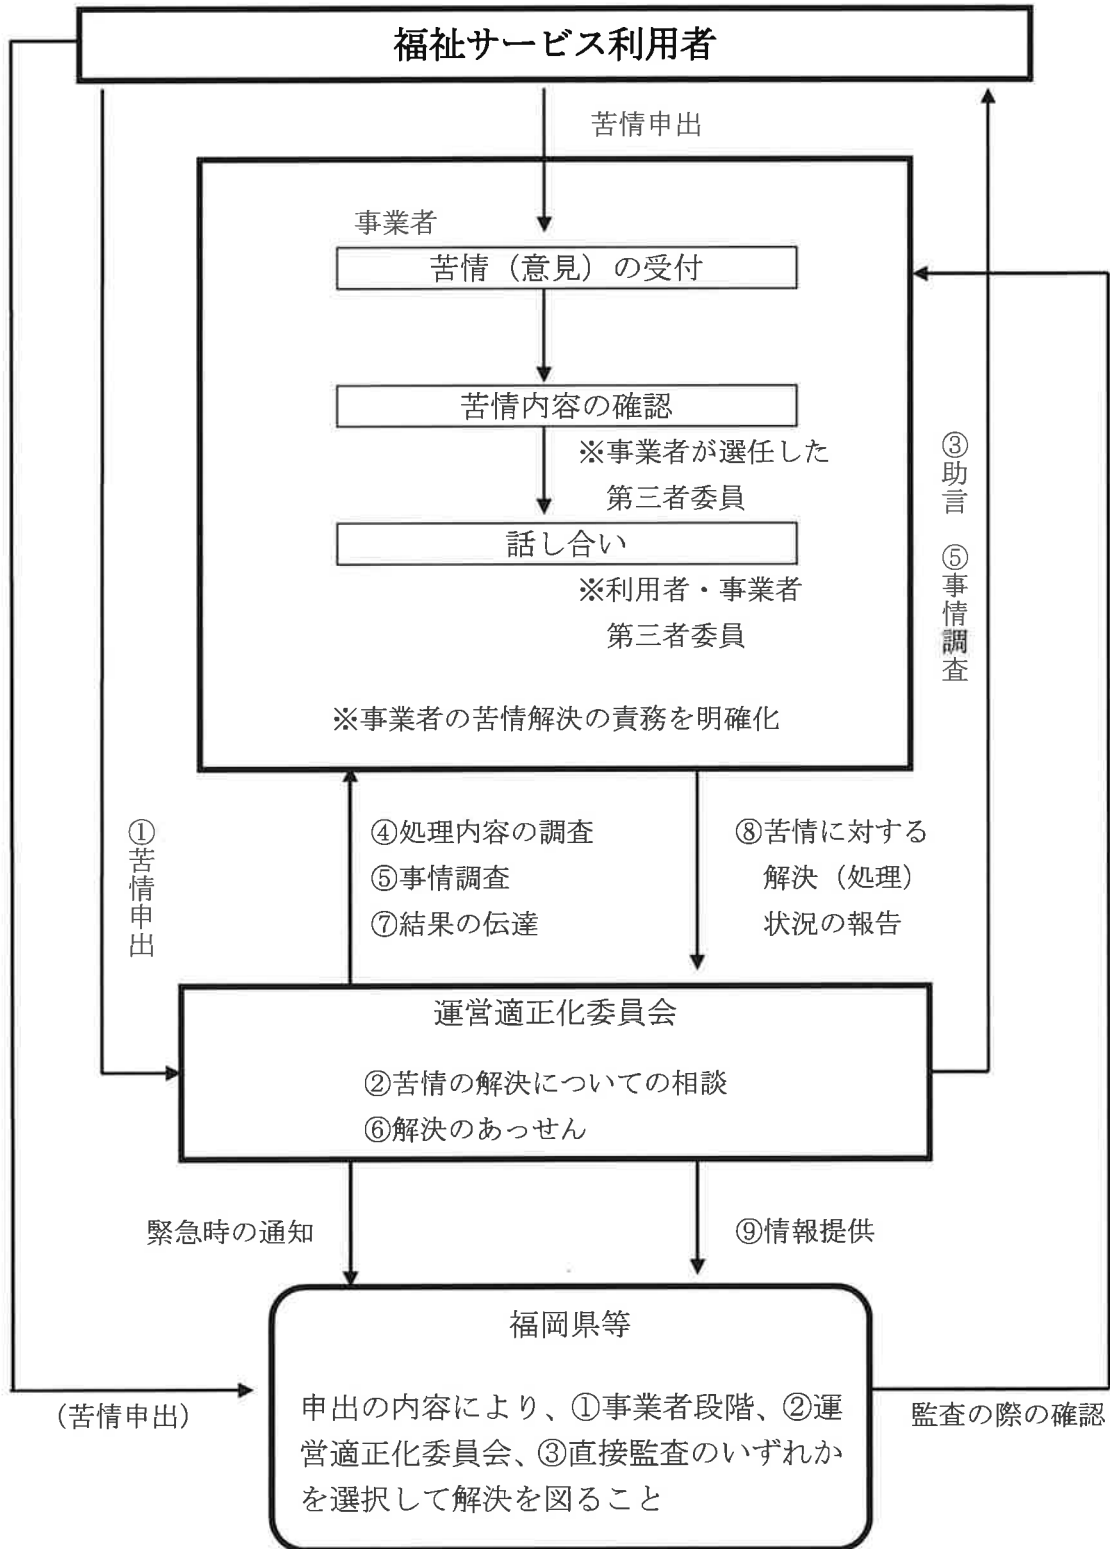 福祉サービス利用者
苦情申出
事業者
苦情（意見）の受付
苦情内容の確認
※事業者が選任した
第三者委員
話し合い
※利用者・事業者
第三者委員
※事業者の苦情解決の責務を明確化
③助言　⑤事情調査
①苦情申出
④処理内容の調査
⑤事情調査
⑦結果の伝達
⑧苦情に対する
解決（処理）
状況の報告
運営適正化委員会
②苦情の解決についての相談
⑥解決のあっせん
緊急時の通知
⑨情報提供
福岡県等
申出の内容により、①事業者段階、②運
営適正化委員会、③直接監査のいずれか
を選択して解決を図ること
（苦情申出）
監査の際の確認